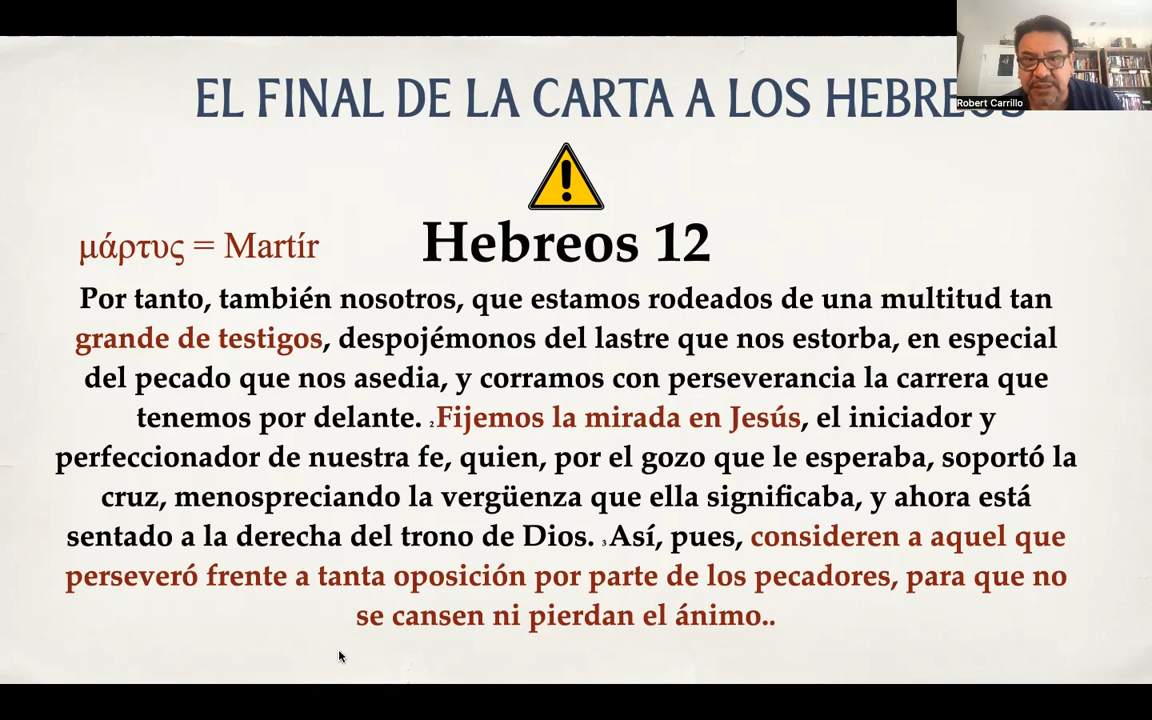 EL FINAL DE LA CARTA A LOS HEBREOS
Robert Carrillo
μάρτυς = Martír
Hebreos 12
Por tanto, también nosotros, que estamos rodeados de una multitud tan
grande de testigos, despojémonos del lastre que nos estorba, en especial
del pecado que nos asedia, y corramos con perseverancia la carrera que
tenemos por delante. 2Fijemos la mirada en Jesús, el iniciador y
perfeccionador de nuestra fe, quien, por el gozo que le esperaba, soportó la
cruz, menospreciando la vergüenza que ella significaba, y ahora está
sentado a la derecha del trono de Dios. 3Así, pues, consideren a aquel que
perseveró frente a tanta oposición por parte de los pecadores, para que no
se cansen ni pierdan el ánimo..